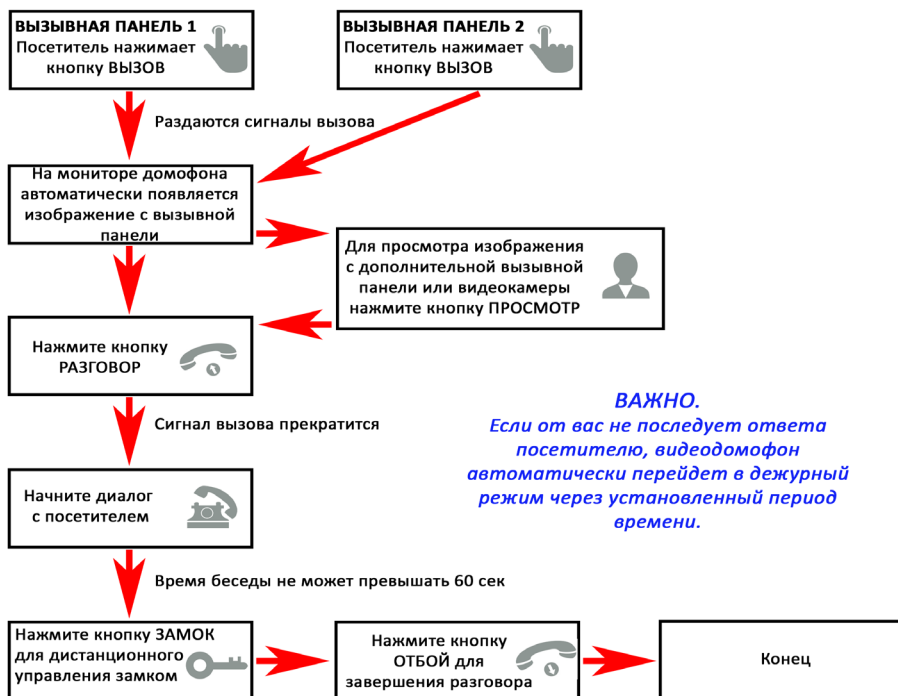 ВЫЗЫВНАЯ ПАНЕЛЬ 1
Посетитель нажимает
кнопку ВЫЗОВ
ВЫЗЫВНАЯ ПАНЕЛЬ 2
Посетитель нажимает
кнопку ВЫЗОВ
Раздаются сигналы вызова
На мониторе домофона
автоматически появляется
изображение с вызывной
панели
Для просмотра изображения
с дополнительной вызывной
панели или видеокамеры
нажмите кнопку ПРОСМОТР
Нажмите кнопку
РАЗГОВОР
Сигнал вызова прекратится
ВАЖНО.
Если от вас не последует ответа
посетителю, видеодомофон
автоматически перейдет в дежурный
режим через установленный период
времени.
Начните диалог
с посетителем
Время беседы не может превышать 60 сек
Нажмите кнопку ЗАМОК
для дистанционного
управления замком
Нажмите кнопку
ОТБОЙ для
завершения разговора
Конец